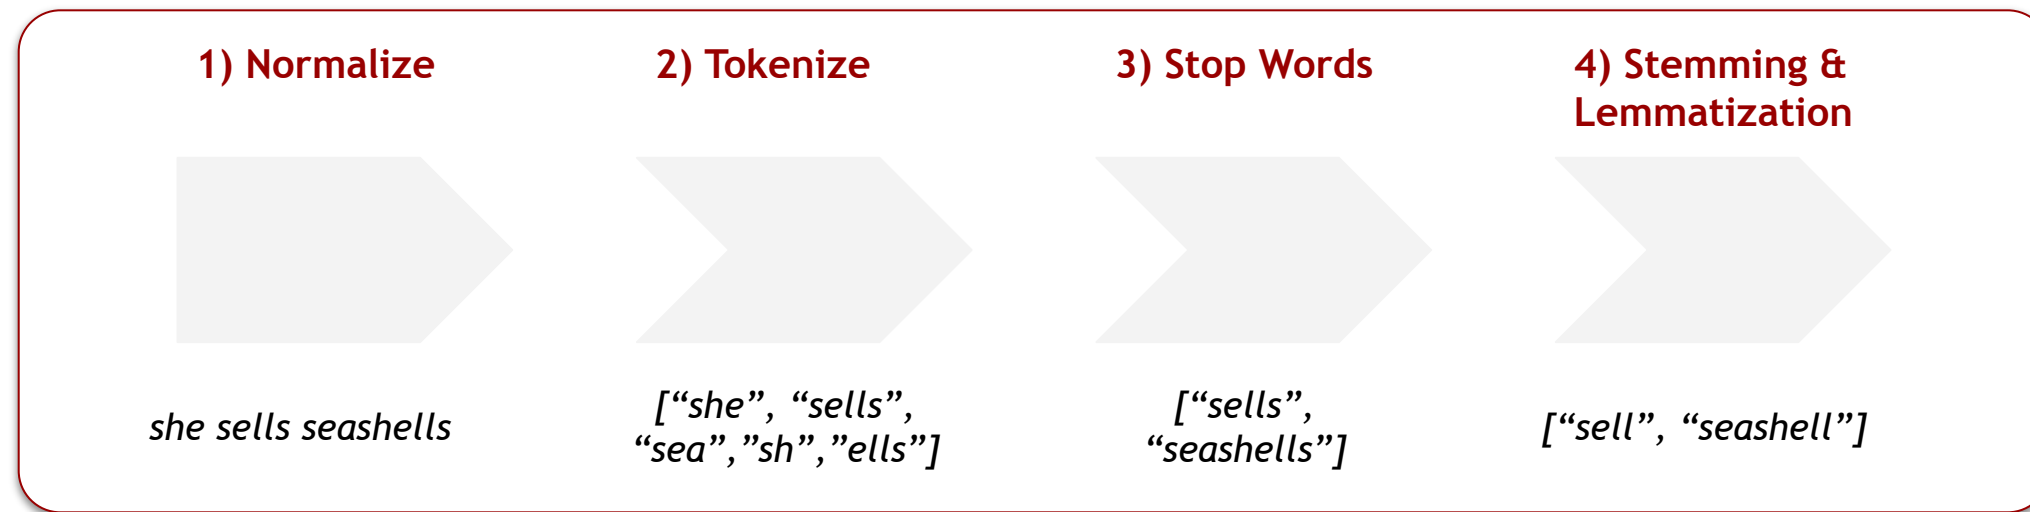 1) Normalize
2) Tokenize
3) Stop Words
4) Stemming &
Lemmatization
she sells seashells
[“she”, “sells”,
“sea”,”sh”,”ells”]
[“sells”,
“seashells”]
[“sell”, “seashell”]